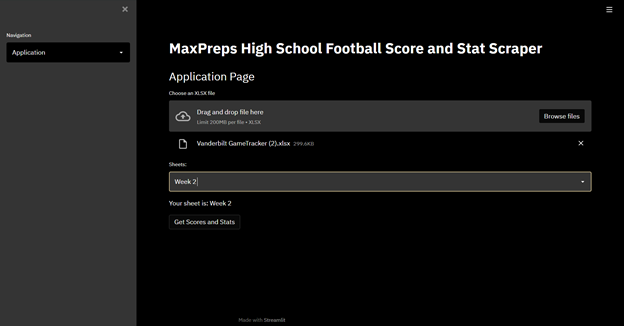 Navigation
Application
MaxPreps High School Football Score and Stat Scraper
Application Page
Choose an XLSX file
Drag and drop file here
Limit 200MB per file • XLSX
Browse files
Vanderbilt GameTracker (2).xlsx 299.6KB
Sheets:
Week 2
Your sheet is: Week 2
Get Scores and Stats
Made with Streamlit